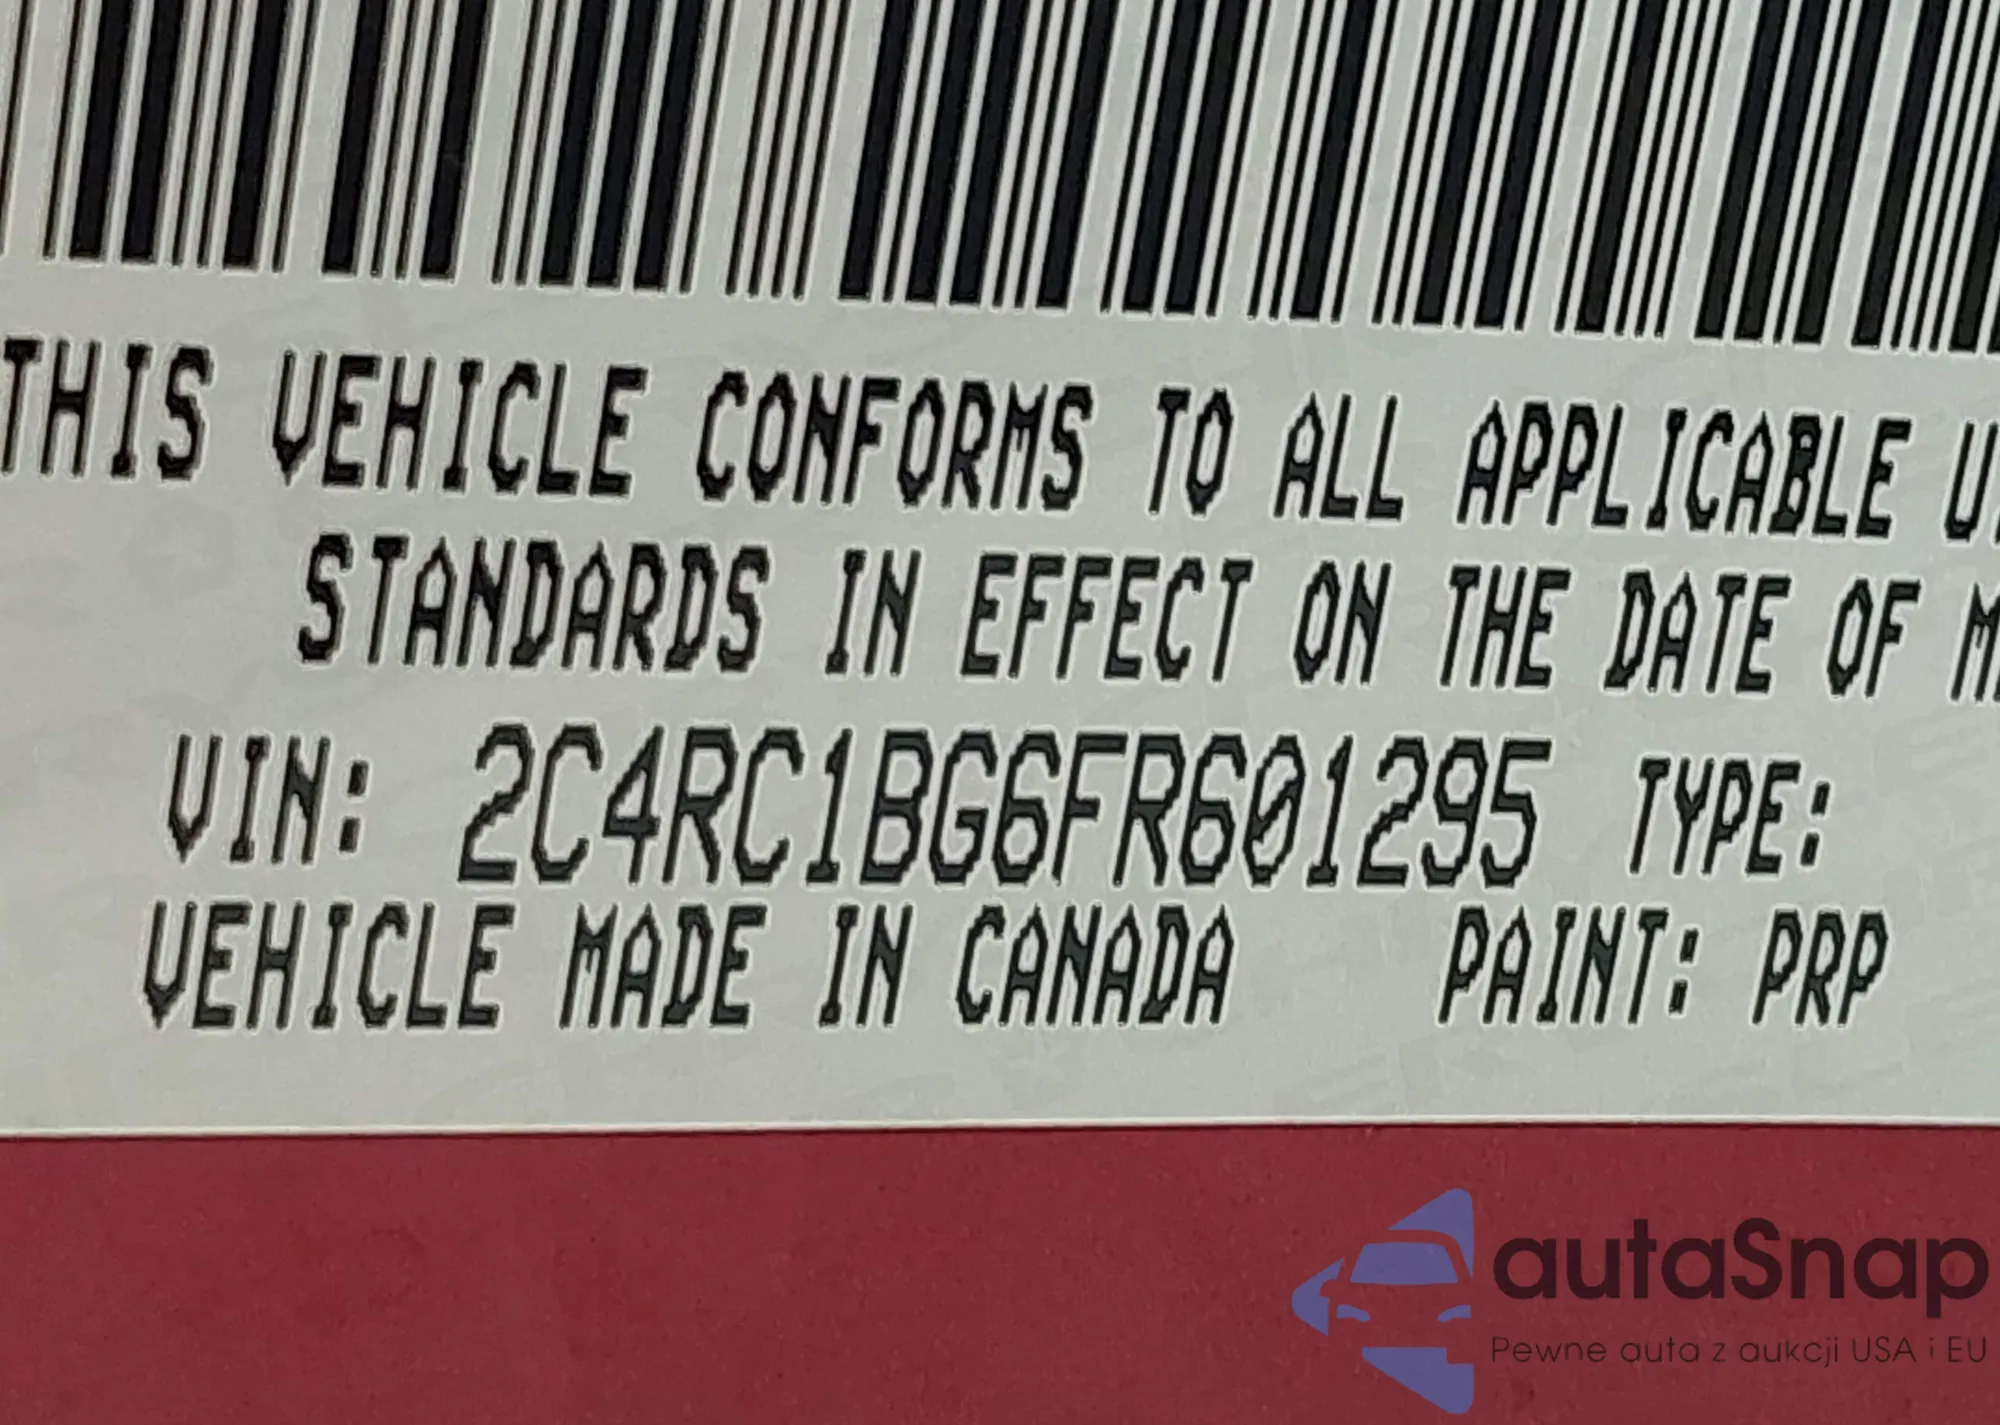 THIS VEHICLE CONFORMS TO ALL APPLICABLE
STANDARDS IN EFFECT ON THE DATE OF
VIN: 2C4RC1BG6FR601295 TYPE:
VEHICLE MADE IN CANADA PAINT: PRP
autaSnap
Pewne auta z aukcji USA i EU